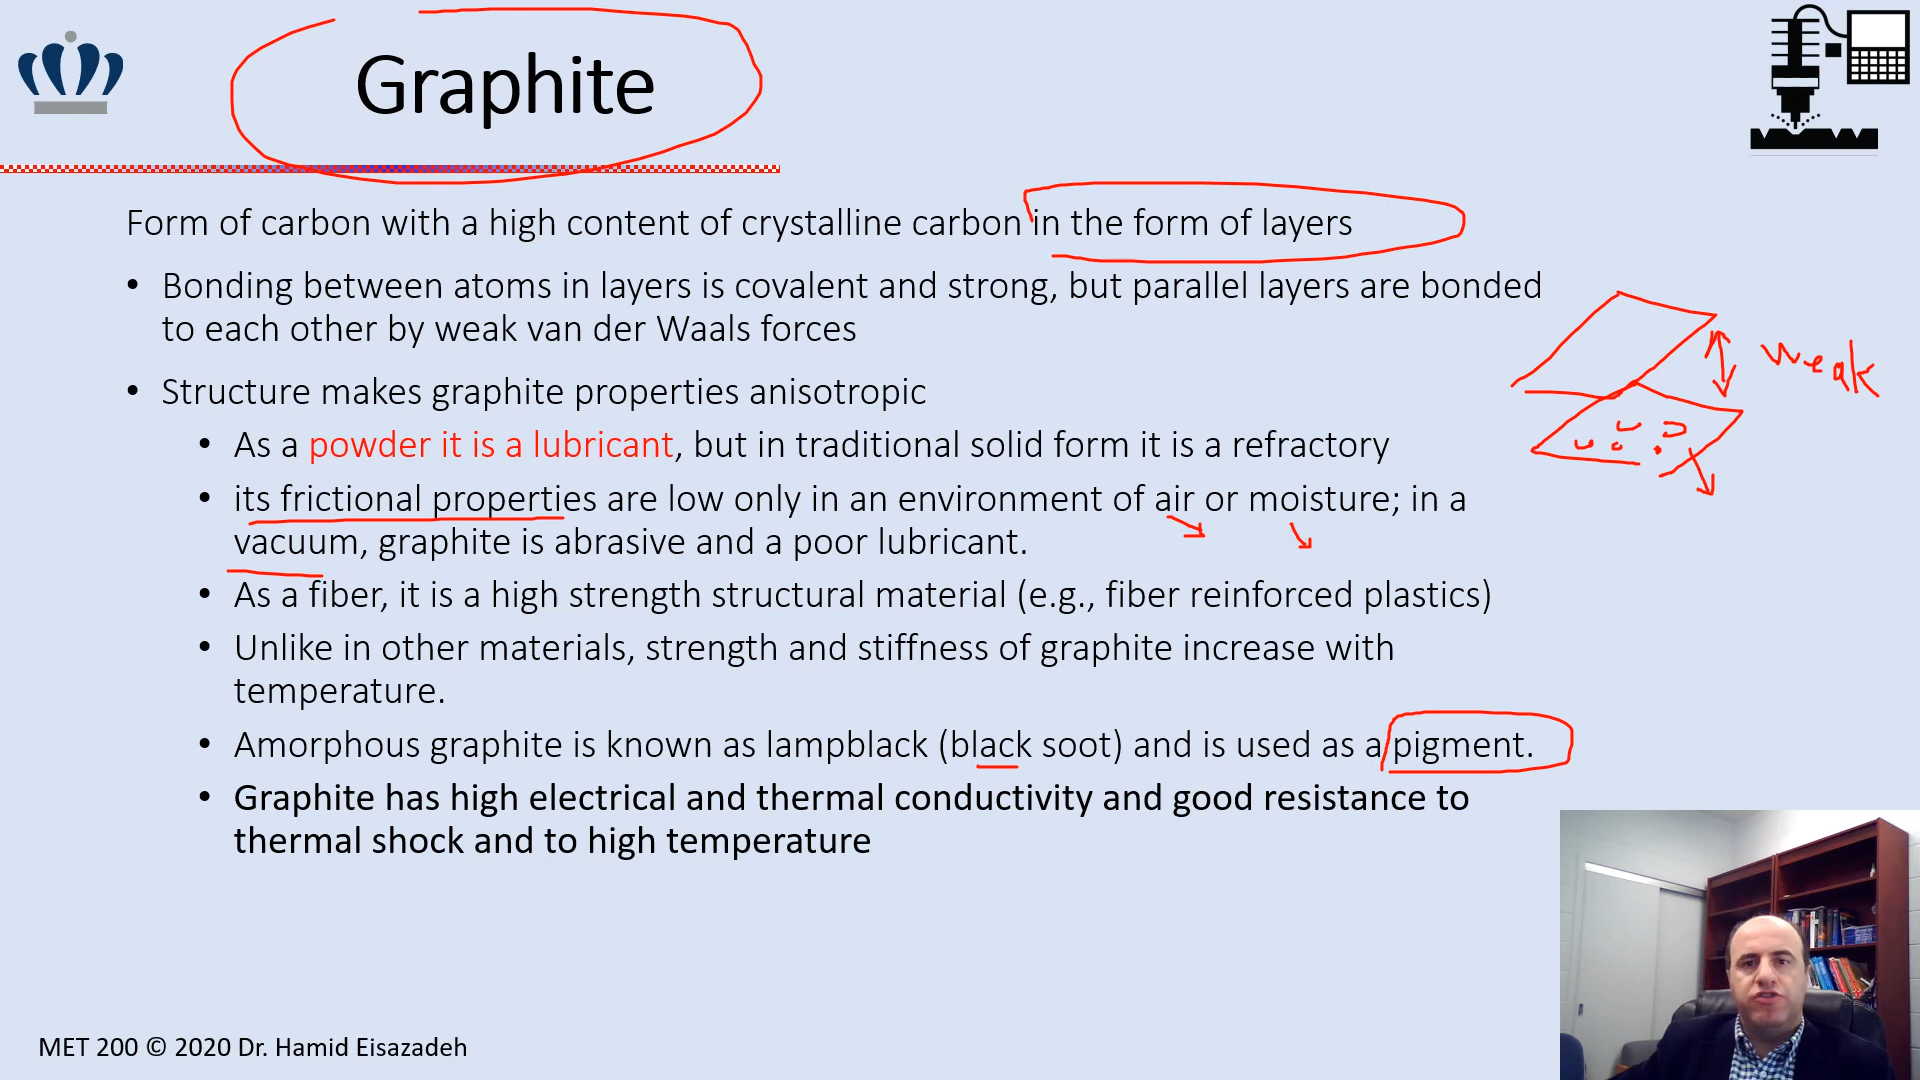 Graphite
Form of carbon with a high content of crystalline carbon in the form of layers
• Bonding between atoms in layers is covalent and strong, but parallel layers are bonded
to each other by weak van der Waals forces
• Structure makes graphite properties anisotropic
• As a powder it is a lubricant, but in traditional solid form it is a refractory
• its frictional properties are low only in an environment of air or moisture; in a
vacuum, graphite is abrasive and a poor lubricant.
• As a fiber, it is a high strength structural material (e.g., fiber reinforced plastics)
• Unlike in other materials, strength and stiffness of graphite increase with
temperature.
• Amorphous graphite is known as lampblack (black soot) and is used as a pigment.
• Graphite has high electrical and thermal conductivity and good resistance to
thermal shock and to high temperature
weak
MET 200 © 2020 Dr. Hamid Eisazadeh